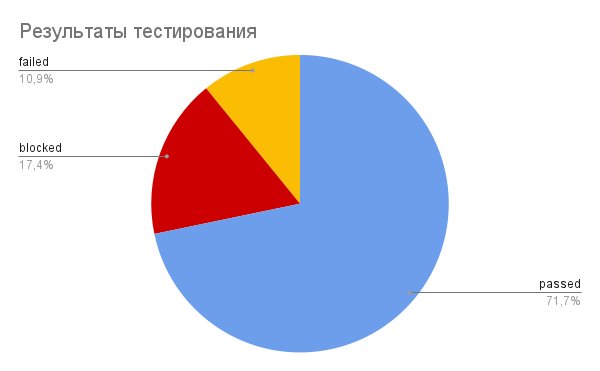 Результаты тестирования
failed
10,9%
blocked
17,4%
passed
71,7%